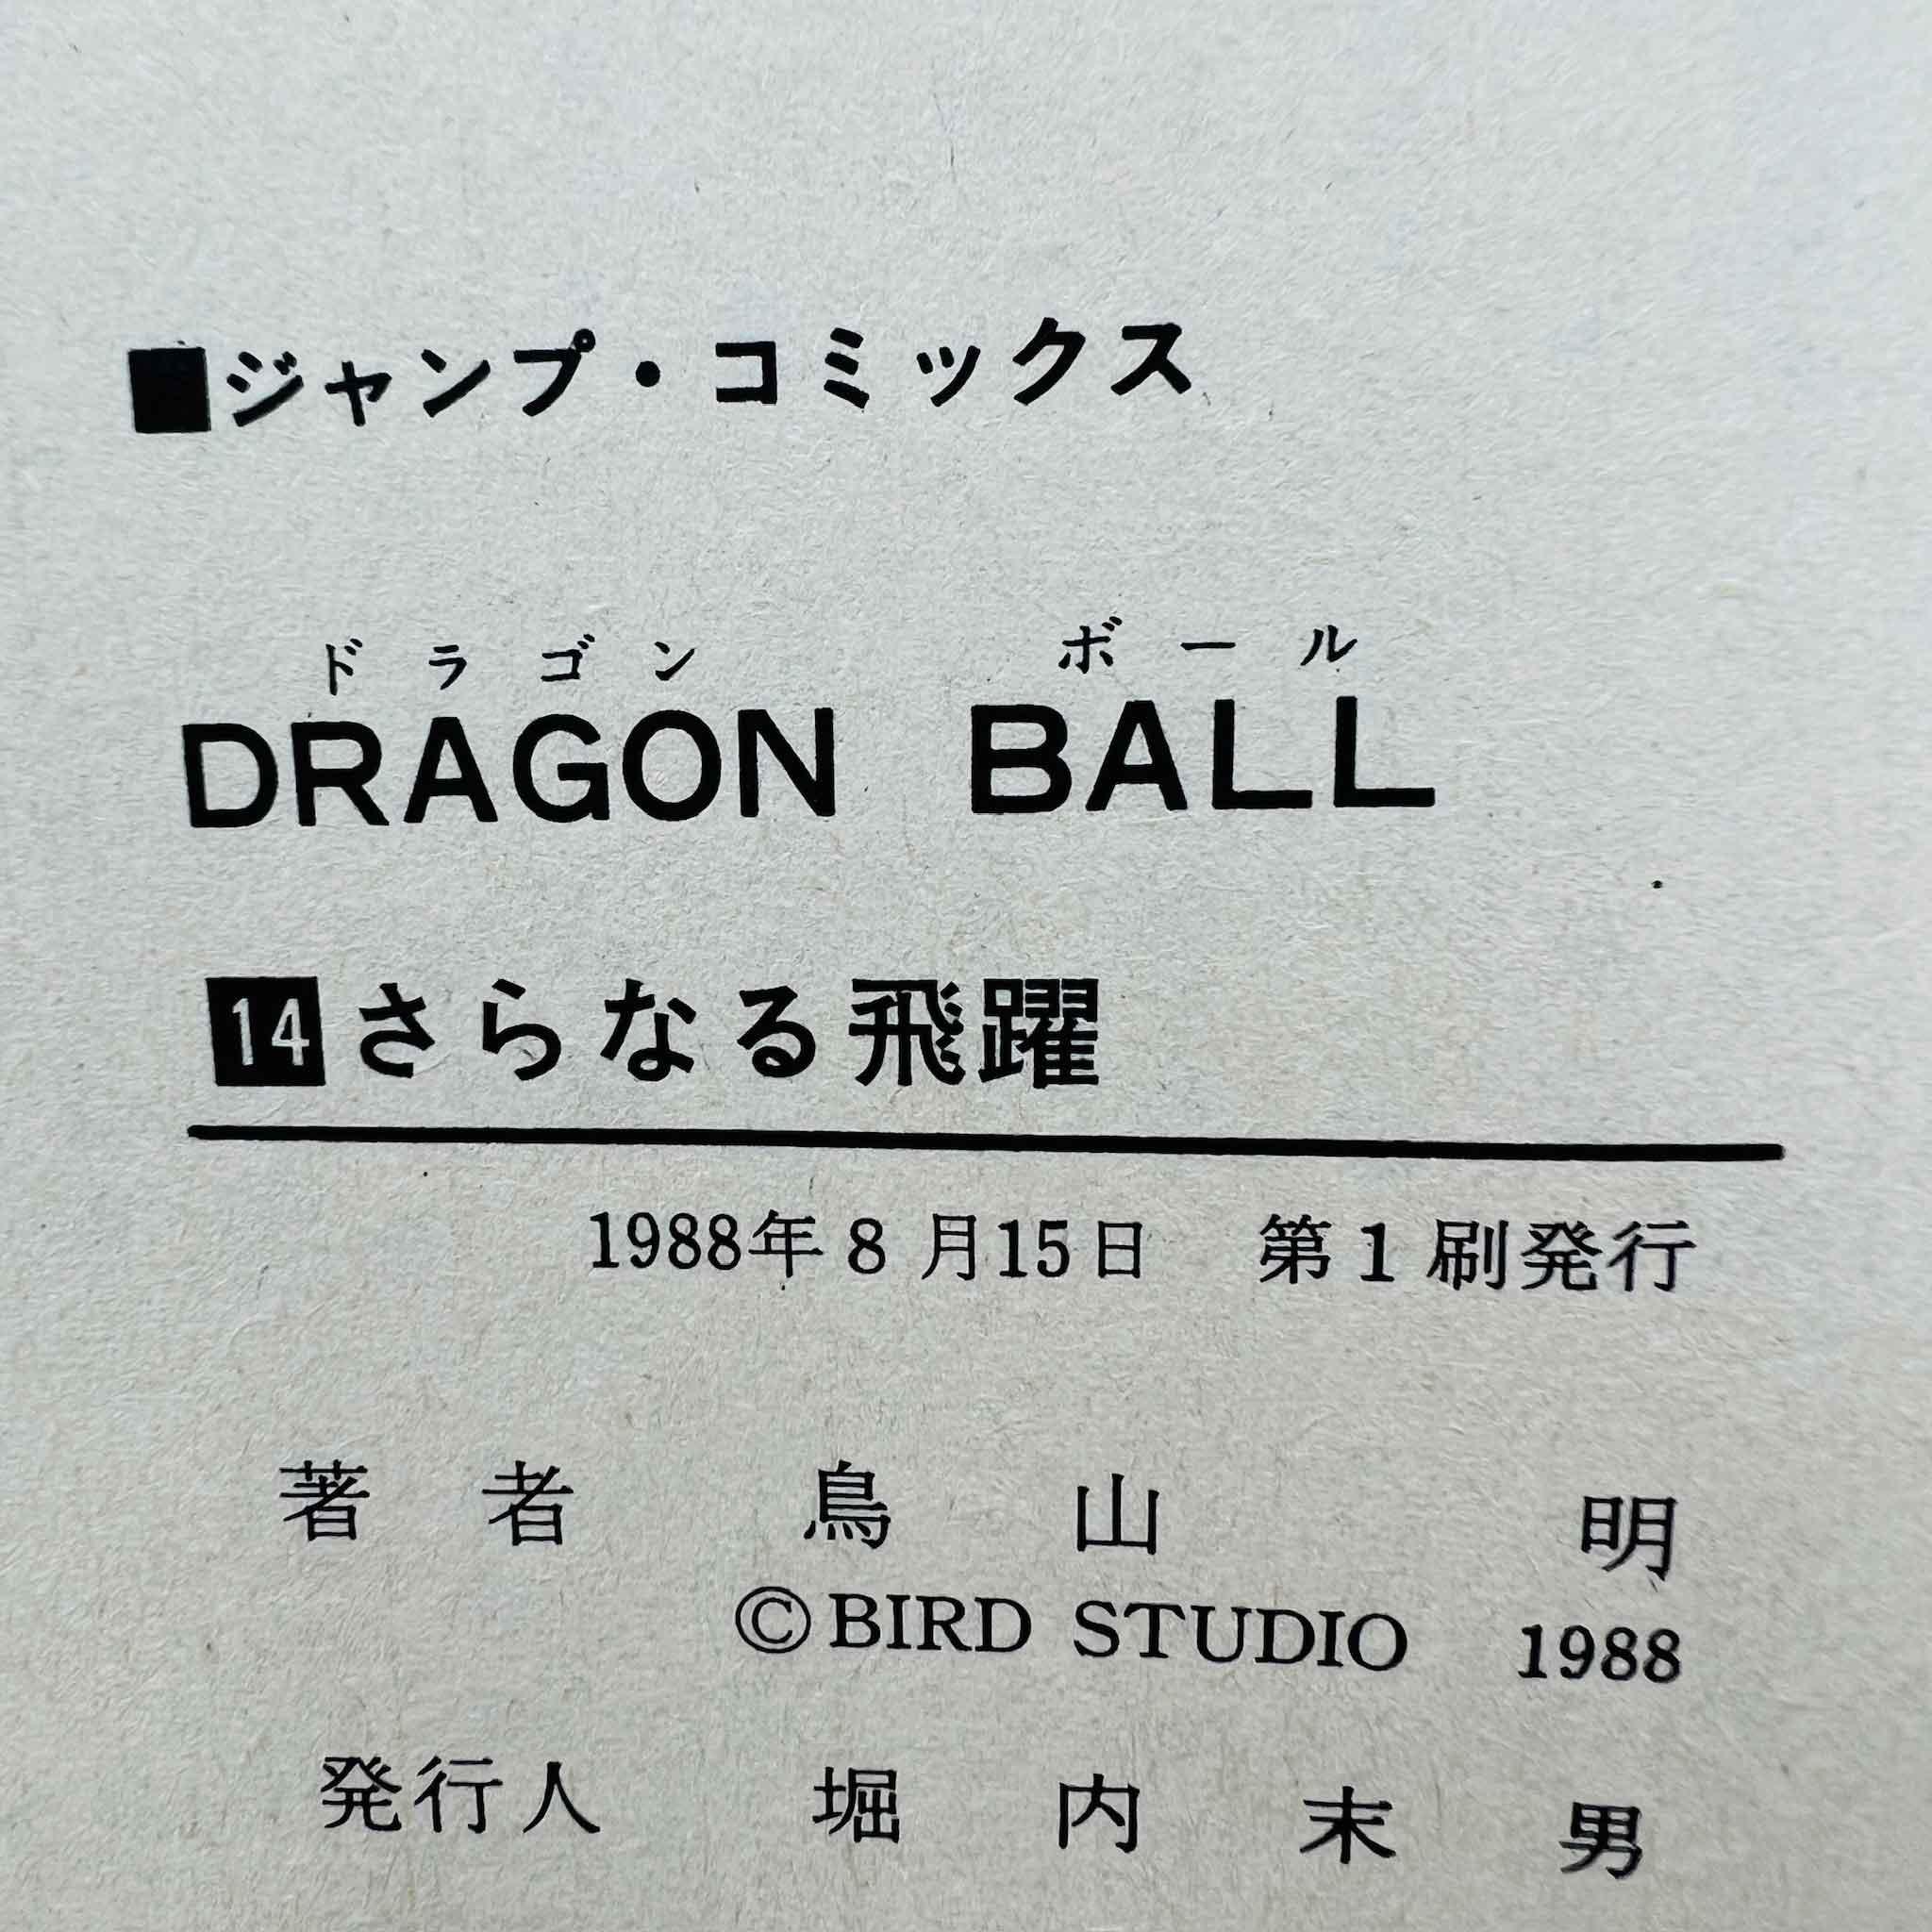 ■ジャンプ・コミックス
ドラゴン ボール
DRAGON BALL
14 さらなる飛躍
1988年8月15日 第1刷発行
著者 鳥山明
©BIRD STUDIO 1988
発行人 堀内末男